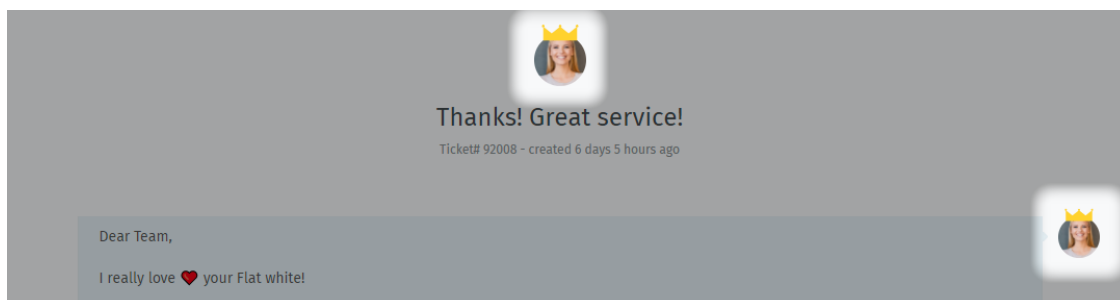 Thanks! Great service!
Ticket# 92008 - created 6 days 5 hours ago
Dear Team,
I really love ❤ your Flat white!